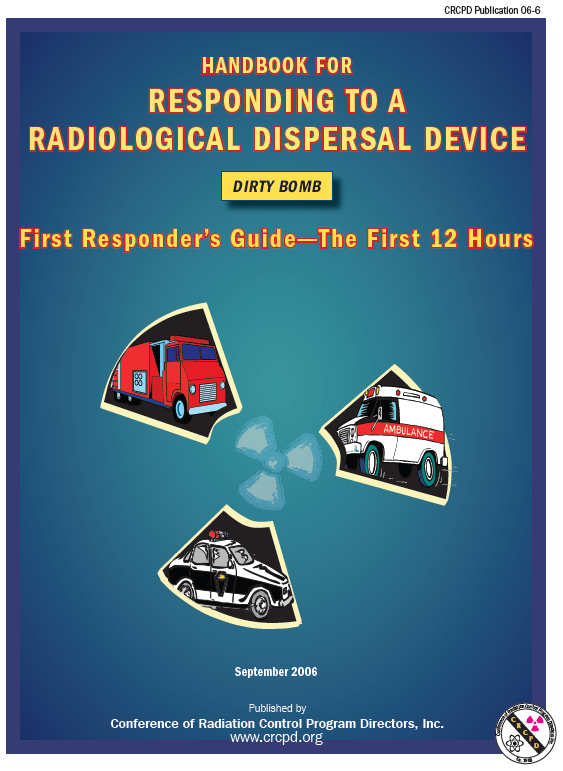 CRCPD Publication 06-6
HANDBOOK FOR
RESPONDING TO A
RADIOLOGICAL DISPERSAL DEVICE
DIRTY BOMB
First Responder's Guide—The First 12 Hours
AMBULANCE
September 2006
Published by
Conference of Radiation Control Program Directors, Inc.
www.crcpd.org
CRCPD